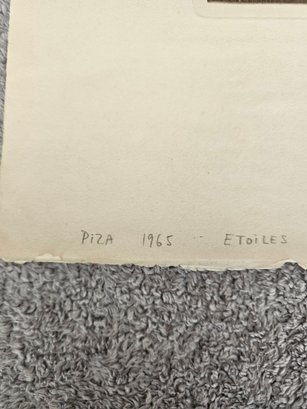 PiZA 1965 -- ETOiLES